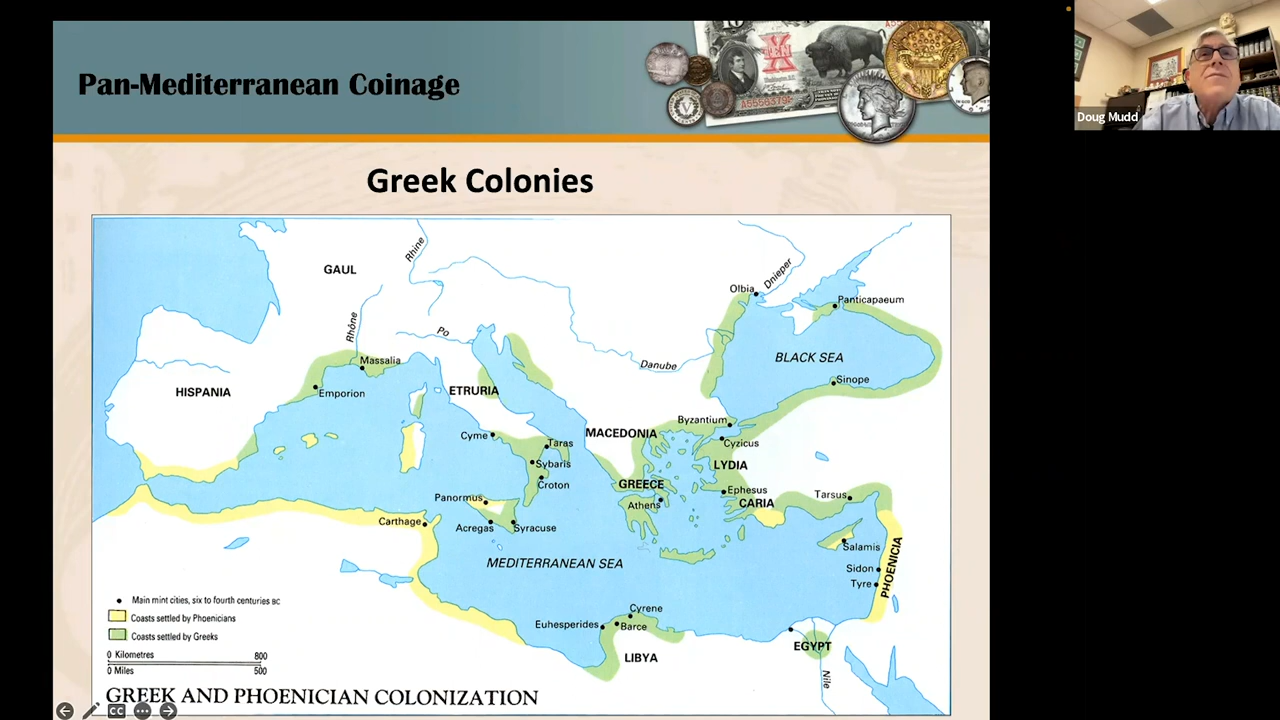 Pan-Mediterranean Coinage
TEN
X
A5556379
Doug Mudd
Greek Colonies
Rhine
GAUL
Dnieper
Olbia
Panticapaeum
Rhône
Po
BLACK SEA
Massalia
Danube
Sinope
HISPANIA
Emporion
ETRURIA
Byzantium
Cyme
Taras
MACEDONIA
Cyzicus
Sybaris
LYDIA
Croton
GREECE
Ephesus
Tarsus
Panormus
Athens
CARIA
Carthage
Acregas
Syracuse
Salamis
MEDITERRANEAN SEA
PHOENICIA
Sidon
Tyre
Main mint cities, six to fourth centuries BC
Cyrene
Coasts settled by Phoenicians
Euhesperides
Barce
Coasts settled by Greeks
EGYPT
0 Kilometres 800
LIBYA
0 Miles 500
Nile
GREEK AND PHOENICIAN COLONIZATION
CC